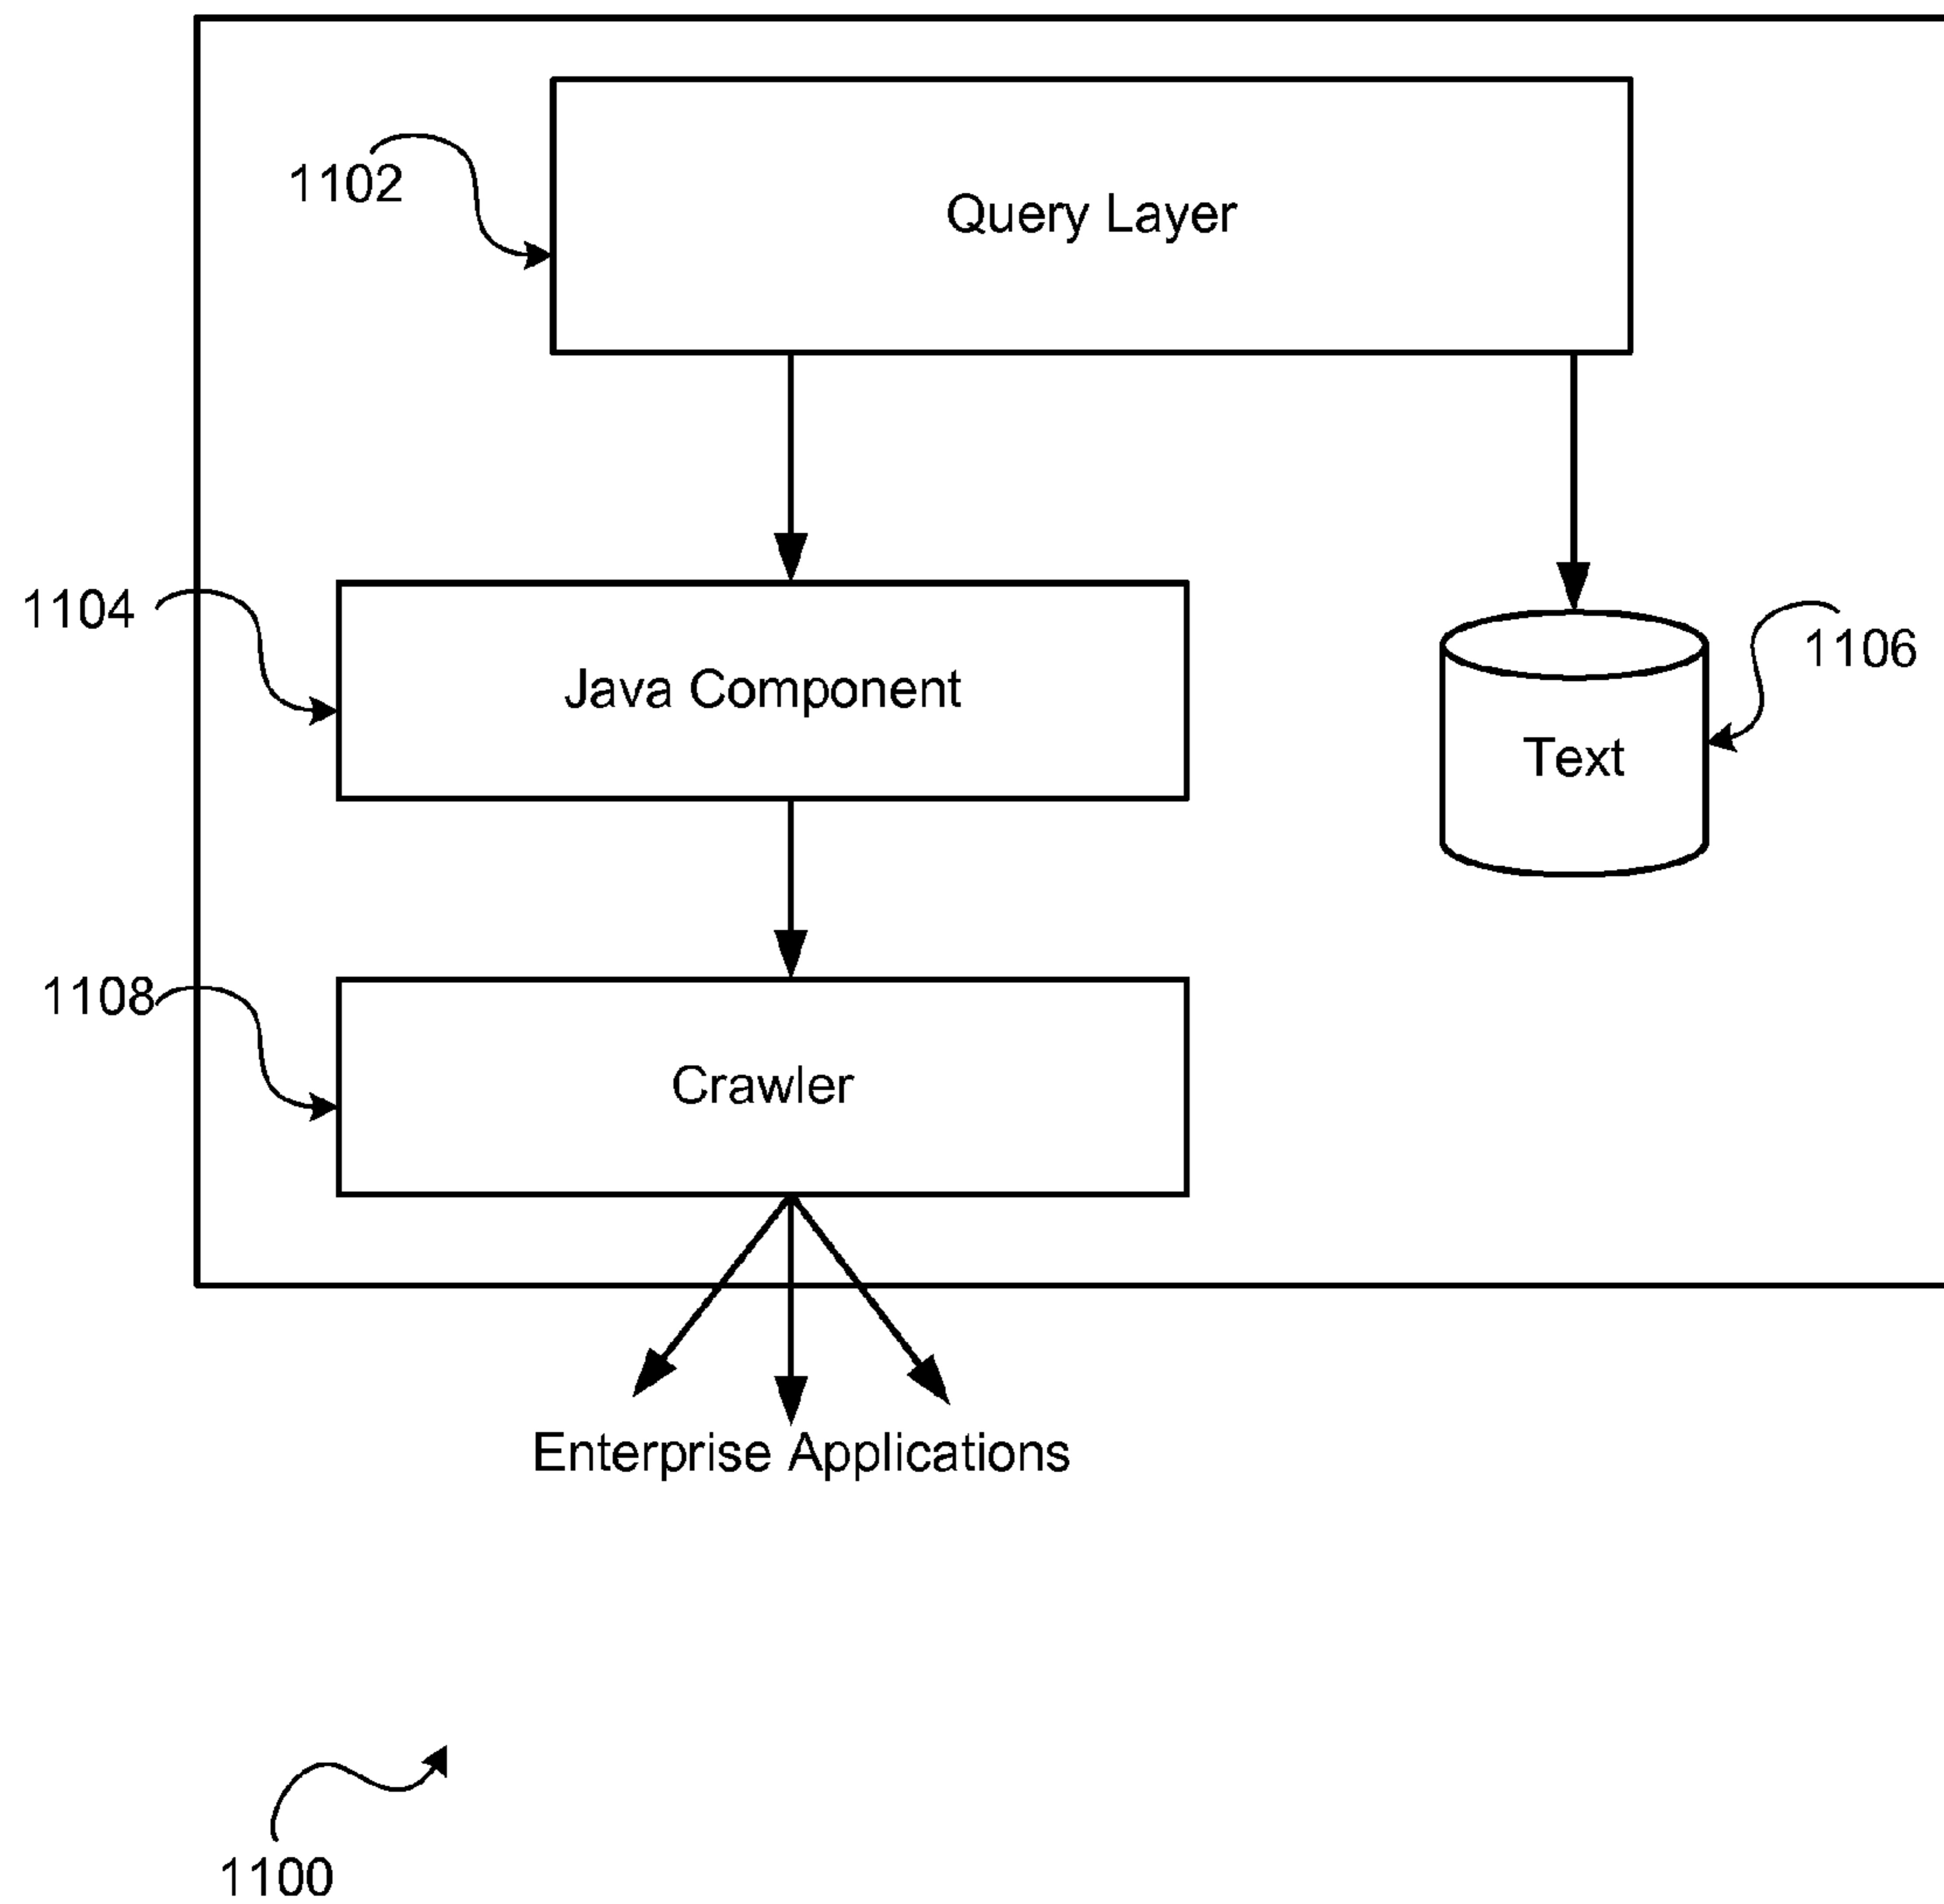 1102
Query Layer
1104
Java Component
1106
Text
1108
Crawler
Enterprise Applications
1100